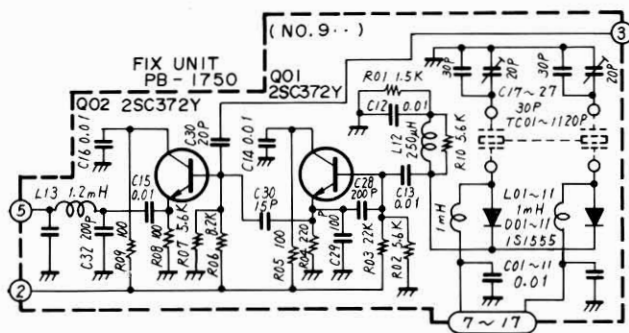 (NO.9··)
3
FIX UNIT
PB-1750
Q01
2SC372Y
Q02 2SC372Y
R01 1.5K
C12 0.01
L12
250μH
R10 5.6K
30P
20P
30P
20P
C17~27
30P
TC01~11 20P
C16 0.01
C30
20P
C14 0.01
L13 1.2mH
C15
0.01
C30
15P
C28
200P
C13
0.01
5
C32 200P
R09 100
R08 100
R07 5.6K
R06 8.2K
R05 100
R04 220
P
C29 100
R03 22K
R02 5.6K
1mH
L01~11
1mH
D01~11
1S1555
C01~11
0.01
2
7~17